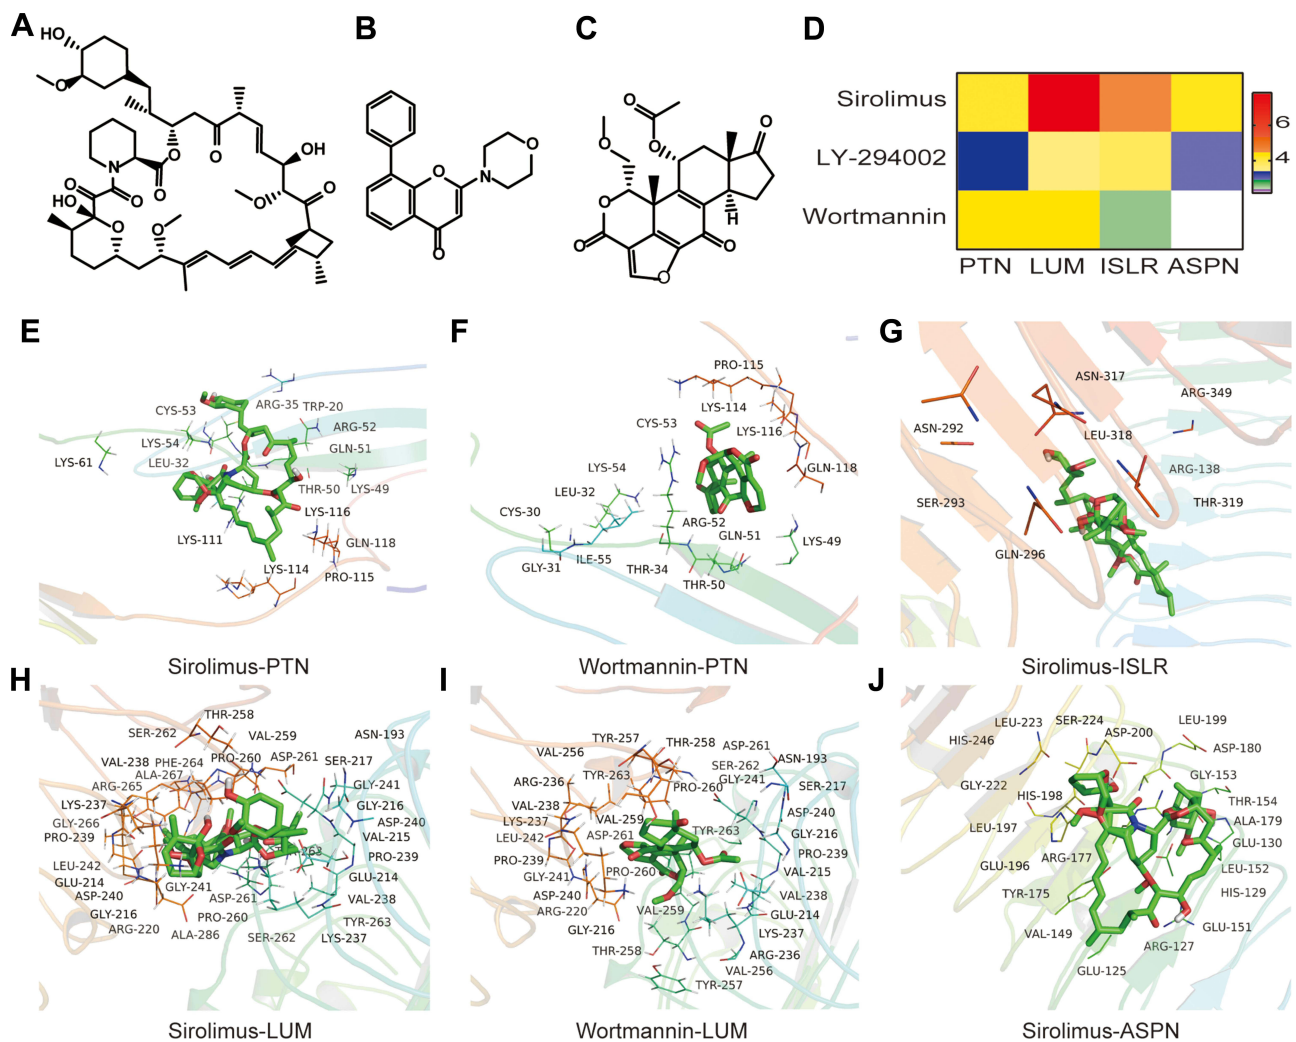 A
B
C
D
HO
O
O
O
N
O
O
O
HO
O
O
OH
O
O
O
N
O
O
O
O
O
O
O
O
O
H
O
O
Sirolimus
LY-294002
Wortmannin
PTN LUM ISLR ASPN
6
4
E
CYS-53
ARG-35
TRP-20
LYS-54
ARG-52
LYS-61
LEU-32
GLN-51
THR-50
LYS-49
LYS-116
LYS-111
GLN-118
LYS-114
PRO-115
Sirolimus-PTN
F
PRO-115
LYS-114
CYS-53
LYS-116
GLN-118
LYS-54
LEU-32
CYS-30
ARG-52
GLN-51
LYS-49
GLY-31
ILE-55
THR-34
THR-50
Wortmannin-PTN
G
ASN-317
ARG-349
ASN-292
LEU-318
ARG-138
SER-293
THR-319
GLN-296
Sirolimus-ISLR
H
THR-258
SER-262
VAL-259
ASN-193
VAL-238
PHE-264
PRO-260
ASP-261
SER-217
ALA-267
ARG-265
GLY-241
LYS-237
GLY-216
GLY-266
ASP-240
PRO-239
VAL-215
PRO-239
LEU-242
GLU-214
GLU-214
GLY-241
ASP-240
ASP-261
VAL-238
GLY-216
PRO-260
TYR-263
ARG-220
ALA-286
SER-262
LYS-237
Sirolimus-LUM
I
TYR-257
THR-258
ASP-261
VAL-256
SER-262
ASN-193
ARG-236
TYR-263
GLY-241
PRO-260
SER-217
VAL-238
ASP-240
LYS-237
VAL-259
LEU-242
ASP-261
TYR-263
GLY-216
PRO-239
PRO-239
GLY-241
PRO-260
VAL-215
ASP-240
VAL-238
ARG-220
VAL-259
GLU-214
GLY-216
LYS-237
THR-258
ARG-236
VAL-256
TYR-257
Wortmannin-LUM
J
LEU-223
SER-224
LEU-199
HIS-246
ASP-200
ASP-180
GLY-222
GLY-153
HIS-198
THR-154
LEU-197
ALA-179
GLU-130
GLU-196
ARG-177
LEU-152
TYR-175
HIS-129
VAL-149
GLU-151
ARG-127
GLU-125
Sirolimus-ASPN